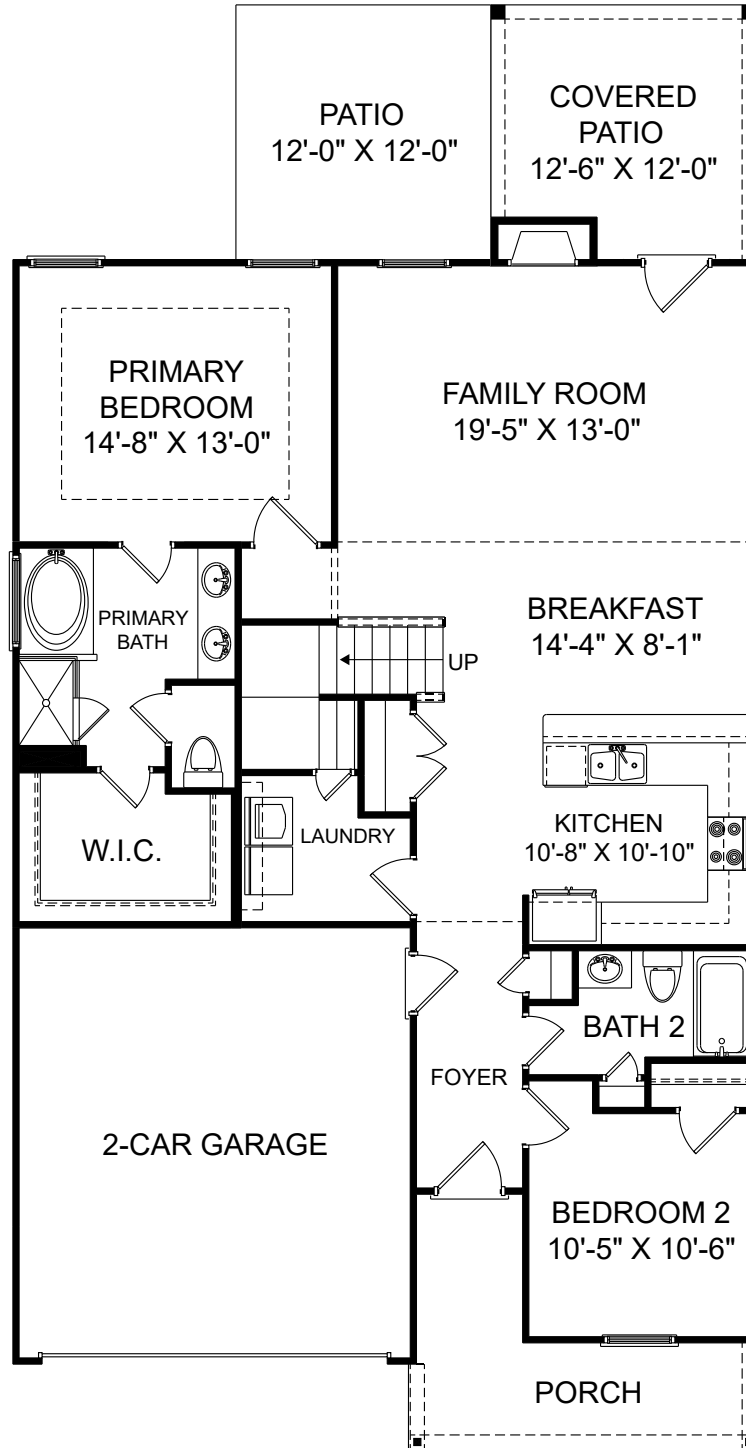 PATIO
12'-0" X 12'-0"
COVERED
PATIO
12'-6" X 12'-0"
PRIMARY
BEDROOM
14'-8" X 13'-0"
FAMILY ROOM
19'-5" X 13'-0"
PRIMARY
BATH
BREAKFAST
14'-4" X 8'-1"
UP
W.I.C.
LAUNDRY
KITCHEN
10'-8" X 10'-10"
BATH 2
FOYER
2-CAR GARAGE
BEDROOM 2
10'-5" X 10'-6"
PORCH